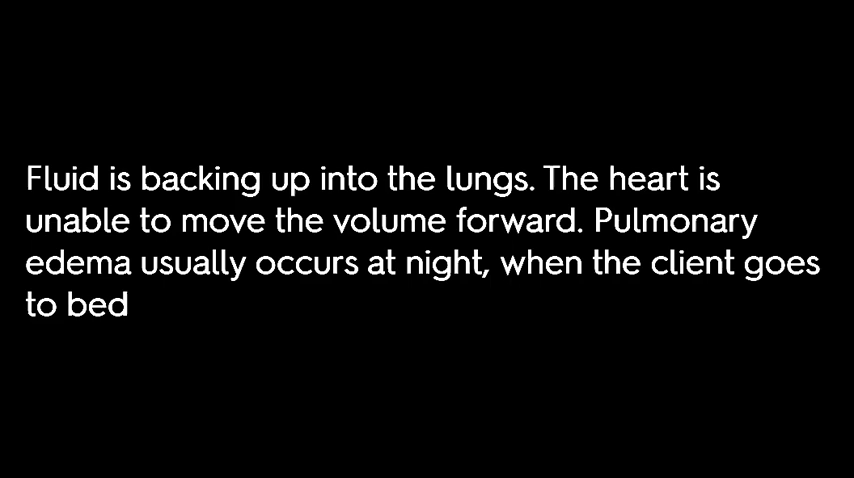 Fluid is backing up into the lungs. The heart is
unable to move the volume forward. Pulmonary
edema usually occurs at night, when the client goes
to bed